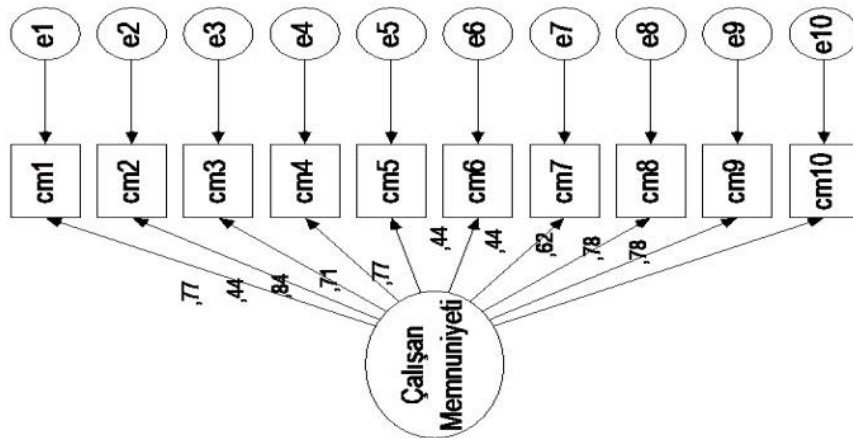 e1
e2
e3
e4
e5
e6
e7
e8
e9
e10
cm1
cm2
cm3
cm4
cm5
cm6
cm7
cm8
cm9
cm10
,77
,44
,84
,71
,77
,44
,44
,62
,78
,78
Çalışan
Memnuniyeti